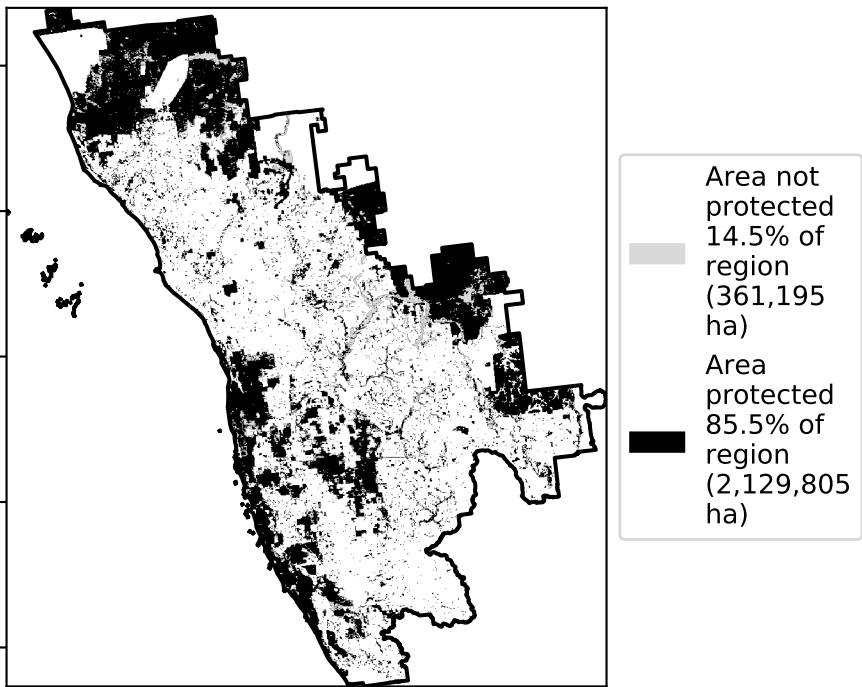 Area not
protected
14.5% of
region
(361,195
ha)
Area
protected
85.5% of
region
(2,129,805
ha)